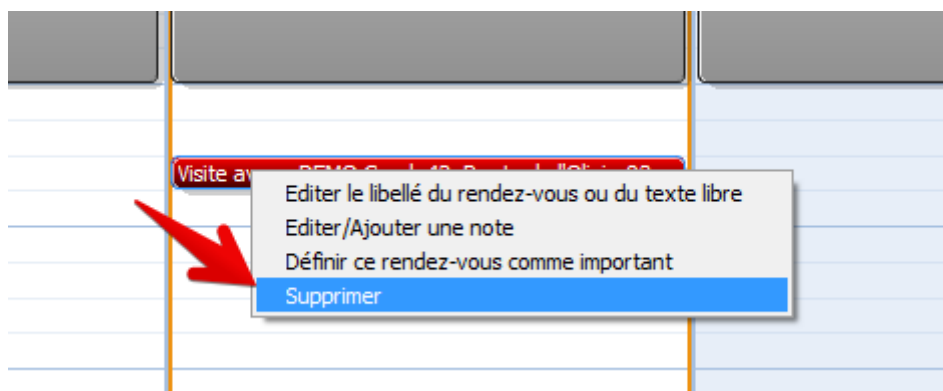 Visite av
Editer le libellé du rendez-vous ou du texte libre
Editer/Ajouter une note
Définir ce rendez-vous comme important
Supprimer